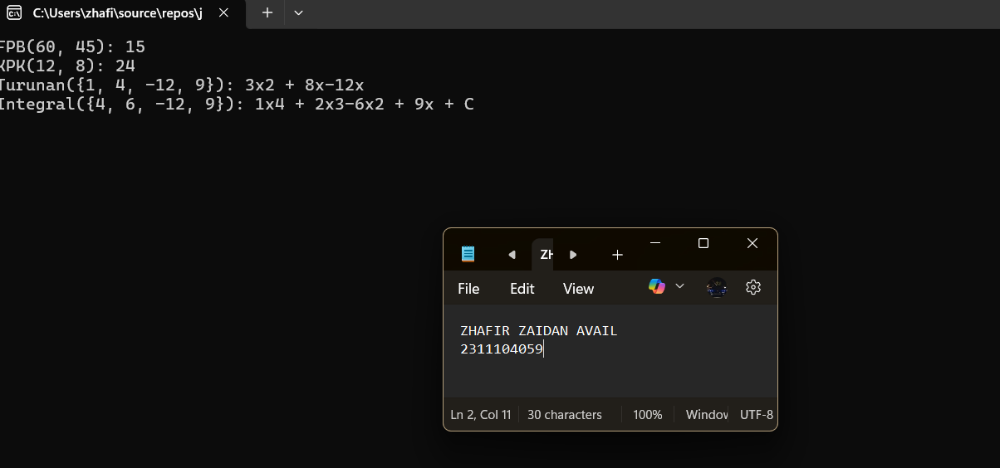 C:\Users\zhafi\source\repos\j
FPB(60, 45): 15
KPK(12, 8): 24
Turunan({1, 4, -12, 9}): 3x2 + 8x-12x
Integral({4, 6, -12, 9}): 1x4 + 2x3-6x2 + 9x + C
ZH
File Edit View
ZHAFIR ZAIDAN AVAIL
2311104059
Ln 2, Col 11 30 characters 100% Window UTF-8